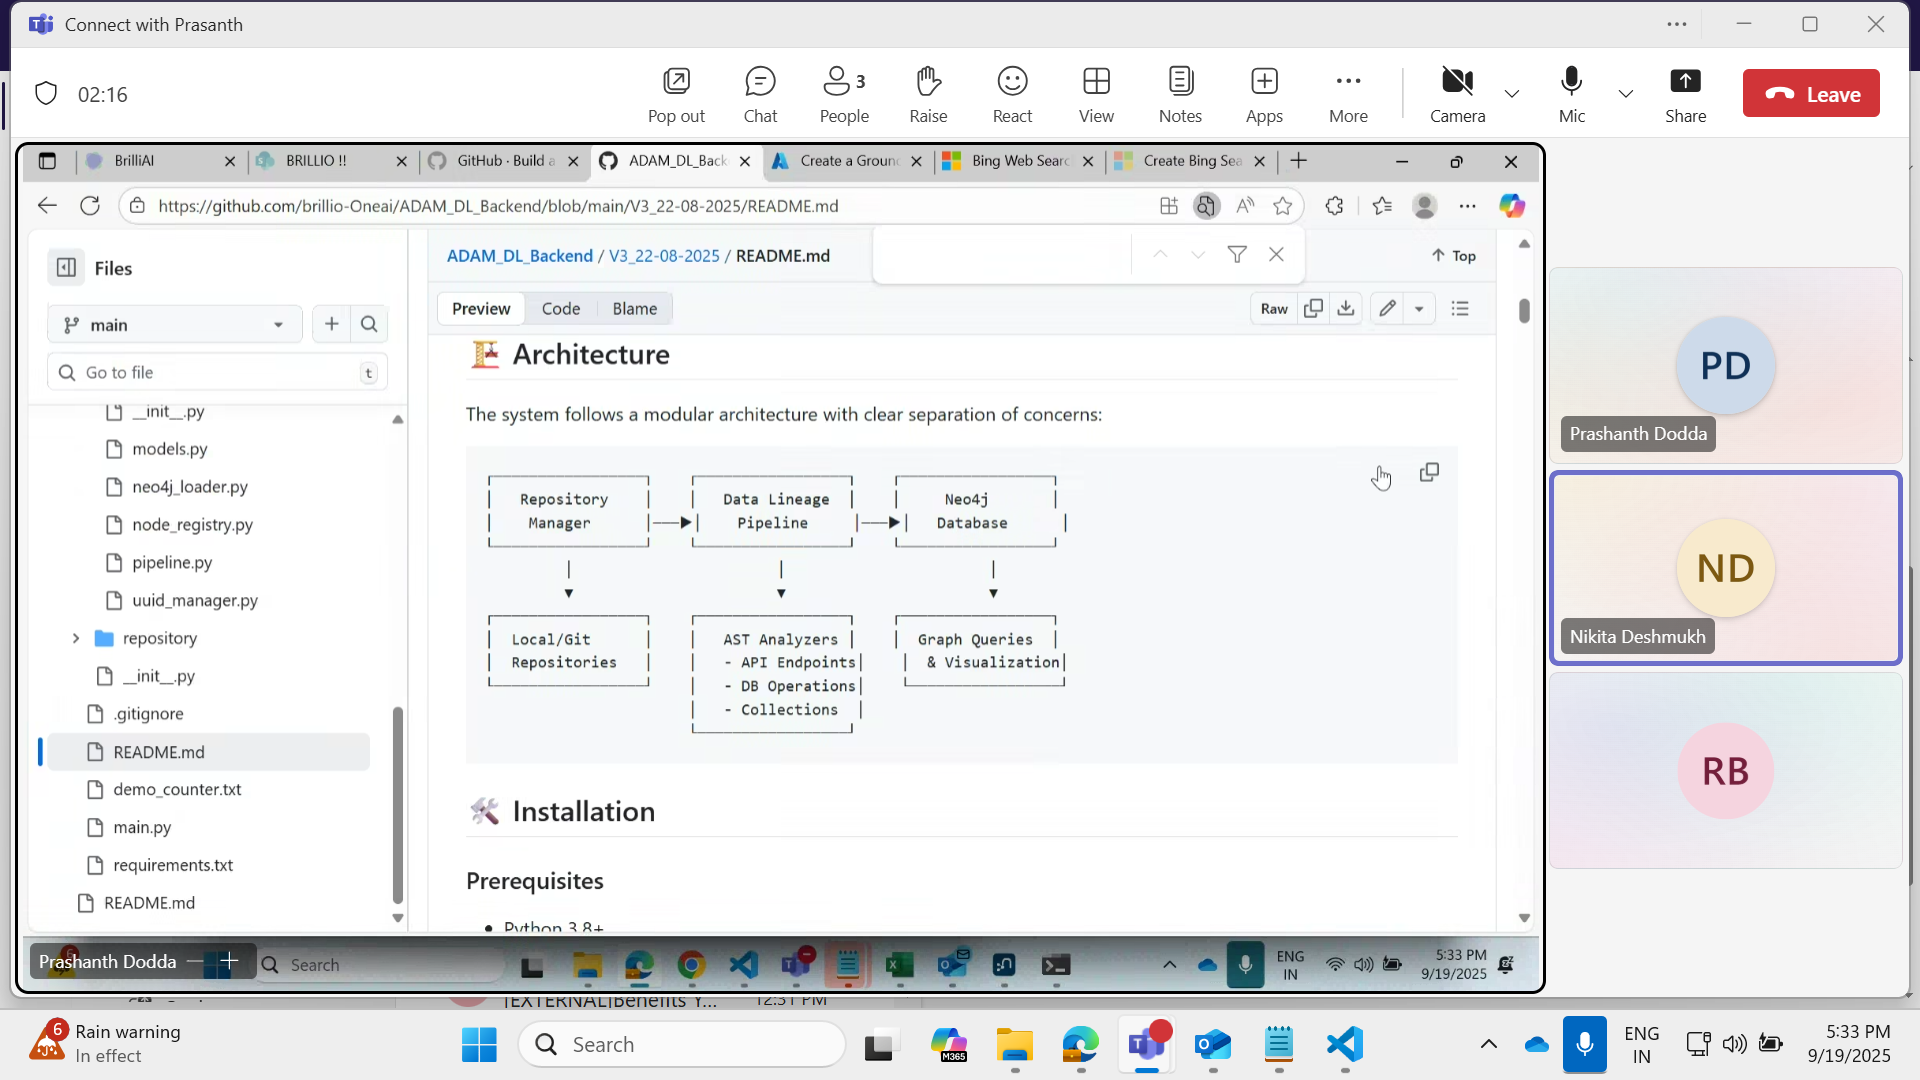 Connect with Prasanth
02:16
Pop out
Chat
3
People
Raise
React
View
Notes
Apps
More
Camera
Mic
Share
Leave
BrilliAI
BRILLIO !!
GitHub · Build a
ADAM_DL_Back
Create a Groun
Bing Web Searc
Create Bing Sea
https://github.com/brillio-Oneai/ADAM_DL_Backend/blob/main/V3_22-08-2025/README.md
Files
main
Go to file
t
__init__.py
models.py
neo4j_loader.py
node_registry.py
pipeline.py
uuid_manager.py
repository
__init__.py
.gitignore
README.md
demo_counter.txt
main.py
requirements.txt
README.md
ADAM_DL_Backend / V3_22-08-2025 / README.md
Top
Preview
Code
Blame
Raw
Architecture
The system follows a modular architecture with clear separation of concerns:
Repository
Manager
Data Lineage
Pipeline
Neo4j
Database
Local/Git
Repositories
AST Analyzers
- API Endpoints
- DB Operations
- Collections
Graph Queries
& Visualization
Installation
Prerequisites
Python 3.8+
Prashanth Dodda
Search
ENG
IN
5:33 PM
9/19/2025
PD
Prashanth Dodda
ND
Nikita Deshmukh
RB
[EXTERNAL]Benefits Y...
12:31 PM
6
Rain warning
In effect
Search
M365
ENG
IN
5:33 PM
9/19/2025